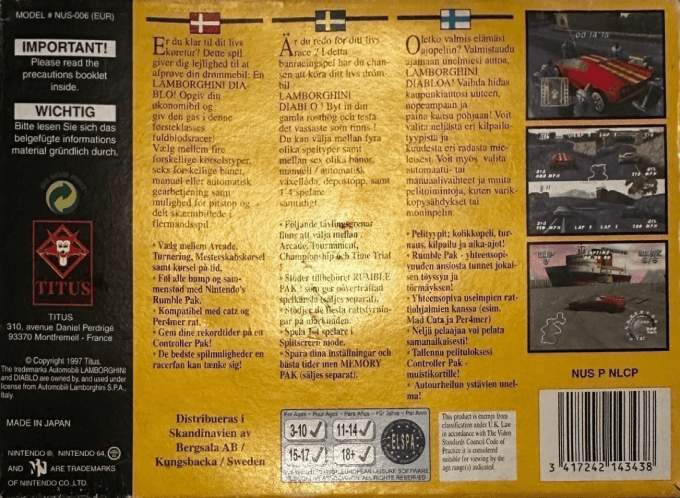 MODEL # NUS-006 (EUR)
IMPORTANT!
Please read the
precautions booklet
inside.
WICHTIG
Bitte lesen Sie sich das
beigefügte informations
material gründlich durch.
TITUS
TITUS
310, avenue Daniel Perdrigé
93370 Montfremeil - France
© Copyright 1997 Titus.
The trademarks Automobili LAMBORGHINI
and DIABLO are owned by, and used under
license from Automobili Lamborghini S.P.A.,
Italy.
MADE IN JAPAN
NINTENDO ®, NINTENDO 64,
AND ARE TRADEMARKS
OF NINTENDO CO.,LTD.
Er du klar til dit livs
køretur? Dette spil
giver dig lejlighed til at
afprøve din drømmebil: En
LAMBORGHINI DIA-
BLO! Opgiv din
økonomibil og
giv den gas i denne
førsteklasses
fuldblodsracer!
Vælg mellem fire
forskellige kørselstyper,
seks forskellige baner,
manuel eller automatisk
gearbetjening samt
mulighed for pitstop og
delt skærmbillede i
flermandsspil.
• Vælg mellem Arcade,
Turnering, Mesterskabskørsel
samt kørsel på tid.
• Føl alle bump og sam-
menstød med Nintendo's
Rumble Pak.
• Kompatibel med catz og
Per4mer rat.
• Gem dine rekordtider på en
Controller Pak!
• De bedste spilmuligheder en
racerfan kan tænke sig!
Är du redo för ditt livs
race ? I detta
banracingspel har du chan-
sen att köra ditt livs dröm-
bil
LAMBORGHINI
DIABLO ! Byt in din
gamla rosthög och testa
det vassaste som finns !
Du kan välja mellan fyra
olika speltyper samt
mellan sex olika banor,
manuell / automatisk
växellåda, depåstopp, samt
1-4 spelare
samtidigt.
• Följande tävlingsgrenar
finns att välja mellan :
Arcade, Tournament,
Championship och Time Trial
!
• Stöder tillbehöret RUMBLE
PAK ! som ger oöverträffad
spelkänsla (säljes separat).
• Stödjer de flesta rattstyrnin-
gar på marknaden.
• Spela 1-4 spelare i
Splitscreen mode.
• Spara dina inställningar och
bästa tider men MEMORY
PAK (säljes separat).
Oletko valmis elämäsi
ajopeliin? Valmistaudu
ajamaan unelmiesi autoa,
LAMBORGHINI
DIABLOA! Vaihda hidas
kaupunkiautosi uuteen,
nopeampaan ja
paina kaasu pohjaan! Voit
valita neljästä eri kilpailu-
tyypistä ja
kuudesta eri radasta mie-
leisesi. Voit myös valita
automaatti- tai
manuaalivaihteet ja muita
pelitoimintoja, kuten varik-
kopysähdykset tai
moninpelin.
• Pelityypit: kolikkopeli, tur-
naus, kilpailu ja aika-ajot!
• Rumble Pak - yhteensopi-
vuuden ansiosta tunnet jokai-
sen töyssyn ja
törmäyksen!
• Yhteensopiva useimpien rat-
tiohjaimien kanssa (esim.
Mad Catz ja Per4mer)
• Neljä pelaajaa voi pelata
samanaikaisesti!
• Tallenna pelituloksesi
Controller Pak -
muistikortille!
• Autourheilun ystävien unel-
ma!
Distribueras i
Skandinavien av
Bergsala AB /
Kungsbacka / Sweden
3-10
11-14
15-17
18+
ELSPA
This product is exempt from
classification under U.K. Law
in accordance with The Video
Standards Council Code of
Practice it is considered
suitable for viewing by the
age range(s) indicated.
NUS P NLCP
3 417242 143438